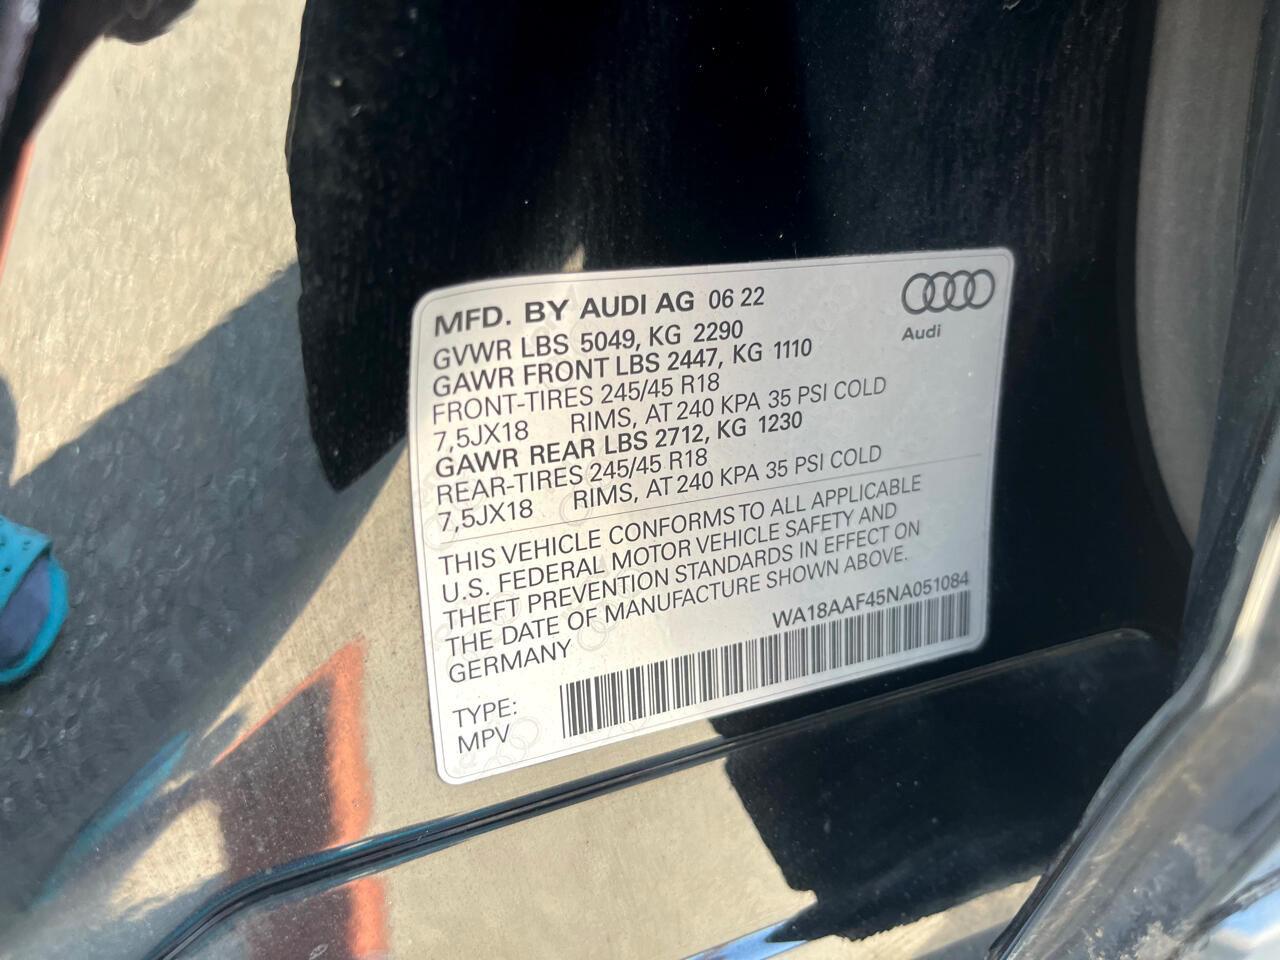 MFD. BY AUDI AG 06 22
Audi
GVWR LBS 5049, KG 2290
GAWR FRONT LBS 2447, KG 1110
FRONT-TIRES 245/45 R18
7,5JX18 RIMS, AT 240 KPA 35 PSI COLD
GAWR REAR LBS 2712, KG 1230
REAR-TIRES 245/45 R18
7,5JX18 RIMS, AT 240 KPA 35 PSI COLD
THIS VEHICLE CONFORMS TO ALL APPLICABLE
U.S. FEDERAL MOTOR VEHICLE SAFETY AND
THEFT PREVENTION STANDARDS IN EFFECT ON
THE DATE OF MANUFACTURE SHOWN ABOVE.
GERMANY WA18AAF45NA051084
TYPE:
MPV